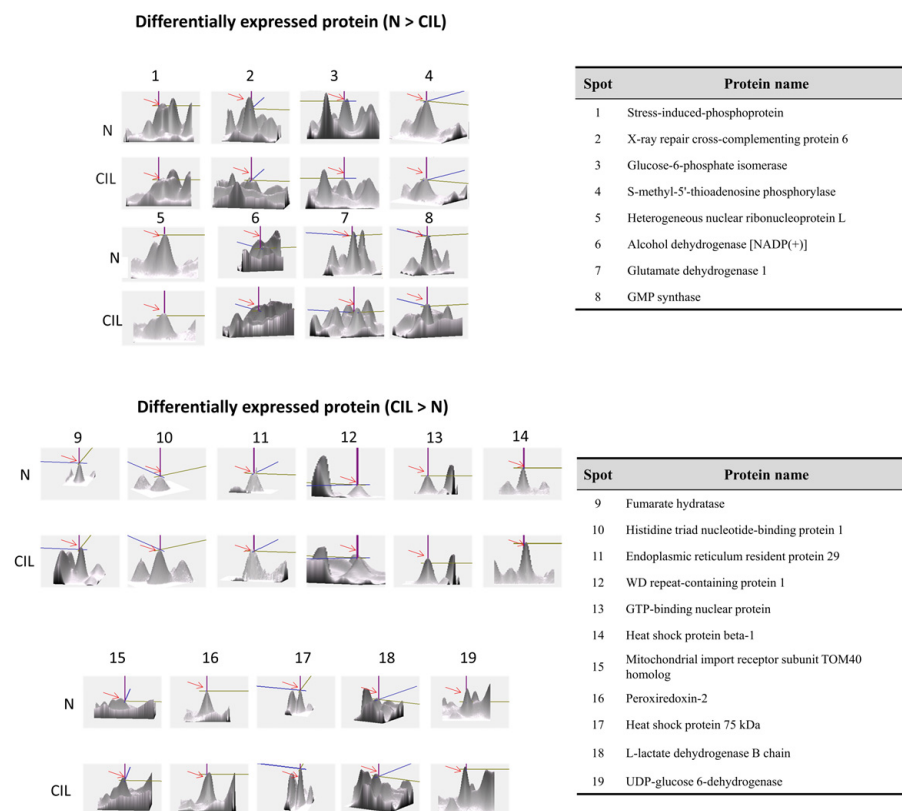 Differentially expressed protein (N > CIL)
1 2 3 4
N
CIL
5 6 7 8
N
CIL
Spot Protein name
1 Stress-induced-phosphoprotein
2 X-ray repair cross-complementing protein 6
3 Glucose-6-phosphate isomerase
4 S-methyl-5'-thioadenosine phosphorylase
5 Heterogeneous nuclear ribonucleoprotein L
6 Alcohol dehydrogenase [NADP(+)]
7 Glutamate dehydrogenase 1
8 GMP synthase
Differentially expressed protein (CIL > N)
9 10 11 12 13 14
N
CIL
15 16 17 18 19
N
CIL
Spot Protein name
9 Fumarate hydratase
10 Histidine triad nucleotide-binding protein 1
11 Endoplasmic reticulum resident protein 29
12 WD repeat-containing protein 1
13 GTP-binding nuclear protein
14 Heat shock protein beta-1
15 Mitochondrial import receptor subunit TOM40
homolog
16 Peroxiredoxin-2
17 Heat shock protein 75 kDa
18 L-lactate dehydrogenase B chain
19 UDP-glucose 6-dehydrogenase